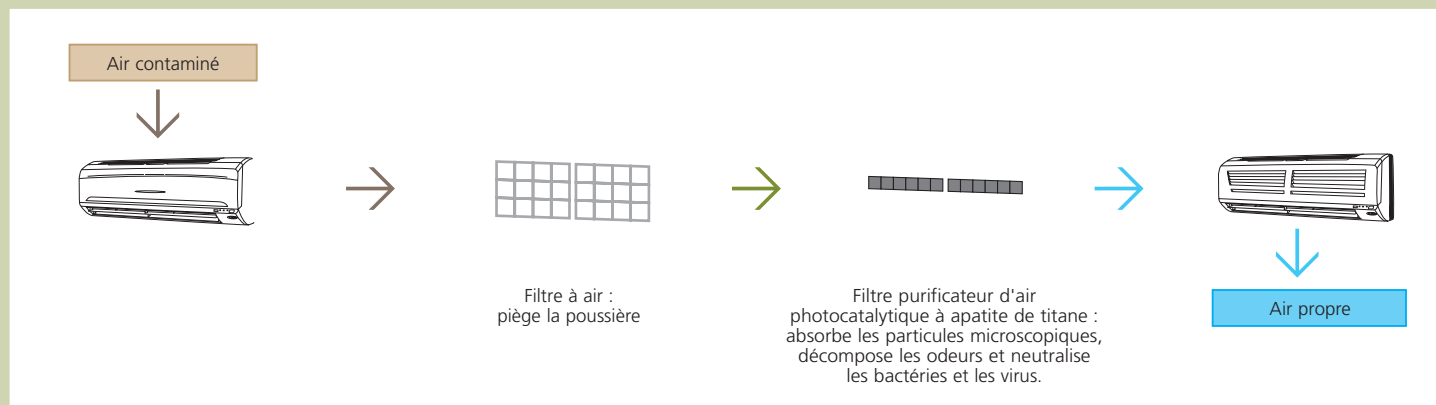 Air contaminé
Filtre à air :
piège la poussière
Filtre purificateur d'air
photocatalytique à apatite de titane :
absorbe les particules microscopiques,
décompose les odeurs et neutralise
les bactéries et les virus.
Air propre